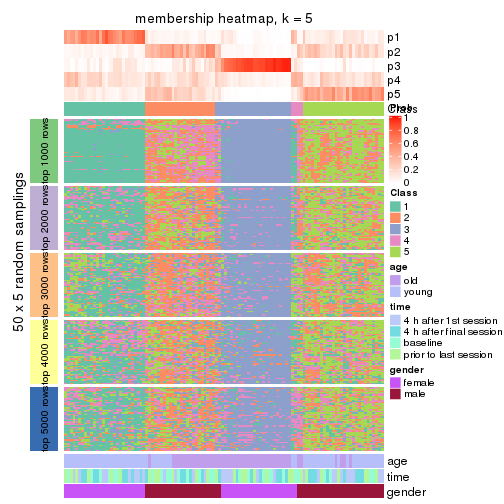 membership heatmap, k = 5
p1
p2
p3
p4
p5
Prob
Class
1
0.8
0.6
0.4
0.2
0
50 x 5 random samplings
top 1000 rows
top 2000 rows
top 3000 rows
top 4000 rows
top 5000 rows
Class
1
2
3
4
5
age
old
young
time
4 h after 1st session
4 h after final session
baseline
prior to last session
gender
female
male
age
time
gender